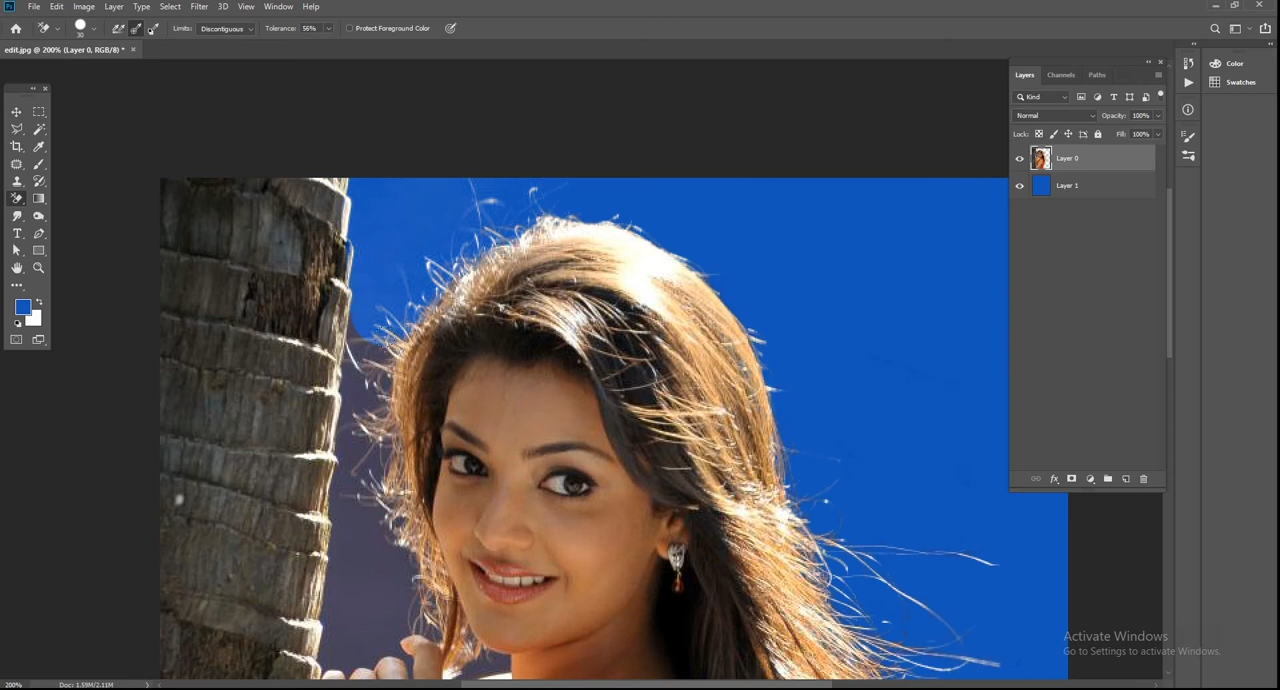 Ps File Edit Image Layer Type Select Filter 3D View Window Help
30 Limits: Discontiguous Tolerance: 56% Protect Foreground Color
edit.jpg @ 200% (Layer 0, RGB/8) * ×
Layers Channels Paths
Kind
Normal Opacity: 100%
Lock: Fill: 100%
Layer 0
Layer 1
Color
Swatches
Activate Windows
Go to Settings to activate Windows.
200% Doc: 1.59M/2.11M